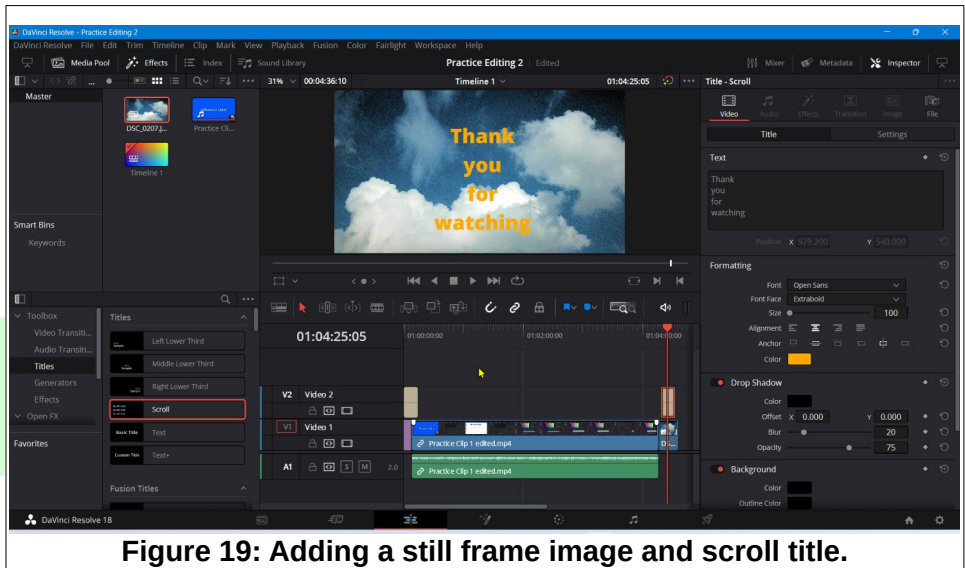 DaVinci Resolve - Practice Editing 2
DaVinci Resolve File Edit Trim Timeline Clip Mark View Playback Fusion Color Fairlight Workspace Help
Media Pool Effects Index Sound Library Practice Editing 2 Edited Mixer Metadata Inspector
31% 00:04:36:10 Timeline 1 01:04:25:05 Title - Scroll
Master
DSC_0207.J...
Practice Cli...
Timeline 1
Smart Bins
Keywords
Thank
you
for
watching
Video Audio Effects Transition Image File
Title Settings
Text
Thank
you
for
watching
Position X 979.200 Y 540.000
Formatting
Font Open Sans
Font Face Extrabold
Size 100
Alignment
Anchor
Color
Drop Shadow
Color
Offset X 0.000 Y 0.000
Blur 20
Opacity 75
Background
Color
Outline Color
Toolbox
Video Transiti...
Audio Transiti...
Titles
Generators
Effects
Open FX
Favorites
Titles
Left Lower Third
Middle Lower Third
Right Lower Third
Scroll
Basic Title Text
Custom Title Text+
Fusion Titles
01:04:25:05
01:00:00:00 01:02:00:00 01:04:00:00
V2 Video 2
V1 Video 1
Practice Clip 1 edited.mp4
A1 S M 2.0
Practice Clip 1 edited.mp4
DaVinci Resolve 18
Figure 19: Adding a still frame image and scroll title.